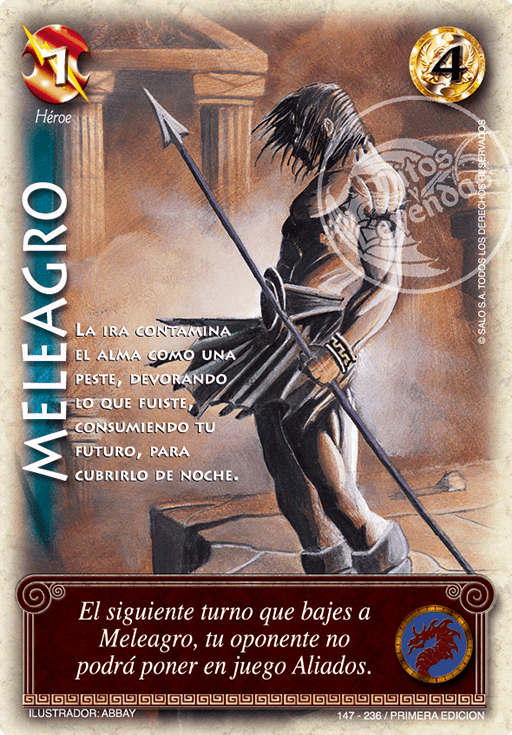 1
4
Héroe
MELEAGRO
Mitos y Leyendas
© SALO S.A. TODOS LOS DERECHOS RESERVADOS
LA IRA CONTAMINA
EL ALMA COMO UNA
PESTE, DEVORANDO
LO QUE FUISTE,
CONSUMIENDO TU
FUTURO, PARA
CUBRIRLO DE NOCHE.
El siguiente turno que bajes a
Meleagro, tu oponente no
podrá poner en juego Aliados.
ILUSTRADOR: ABBAY
147 - 236 / PRIMERA EDICION